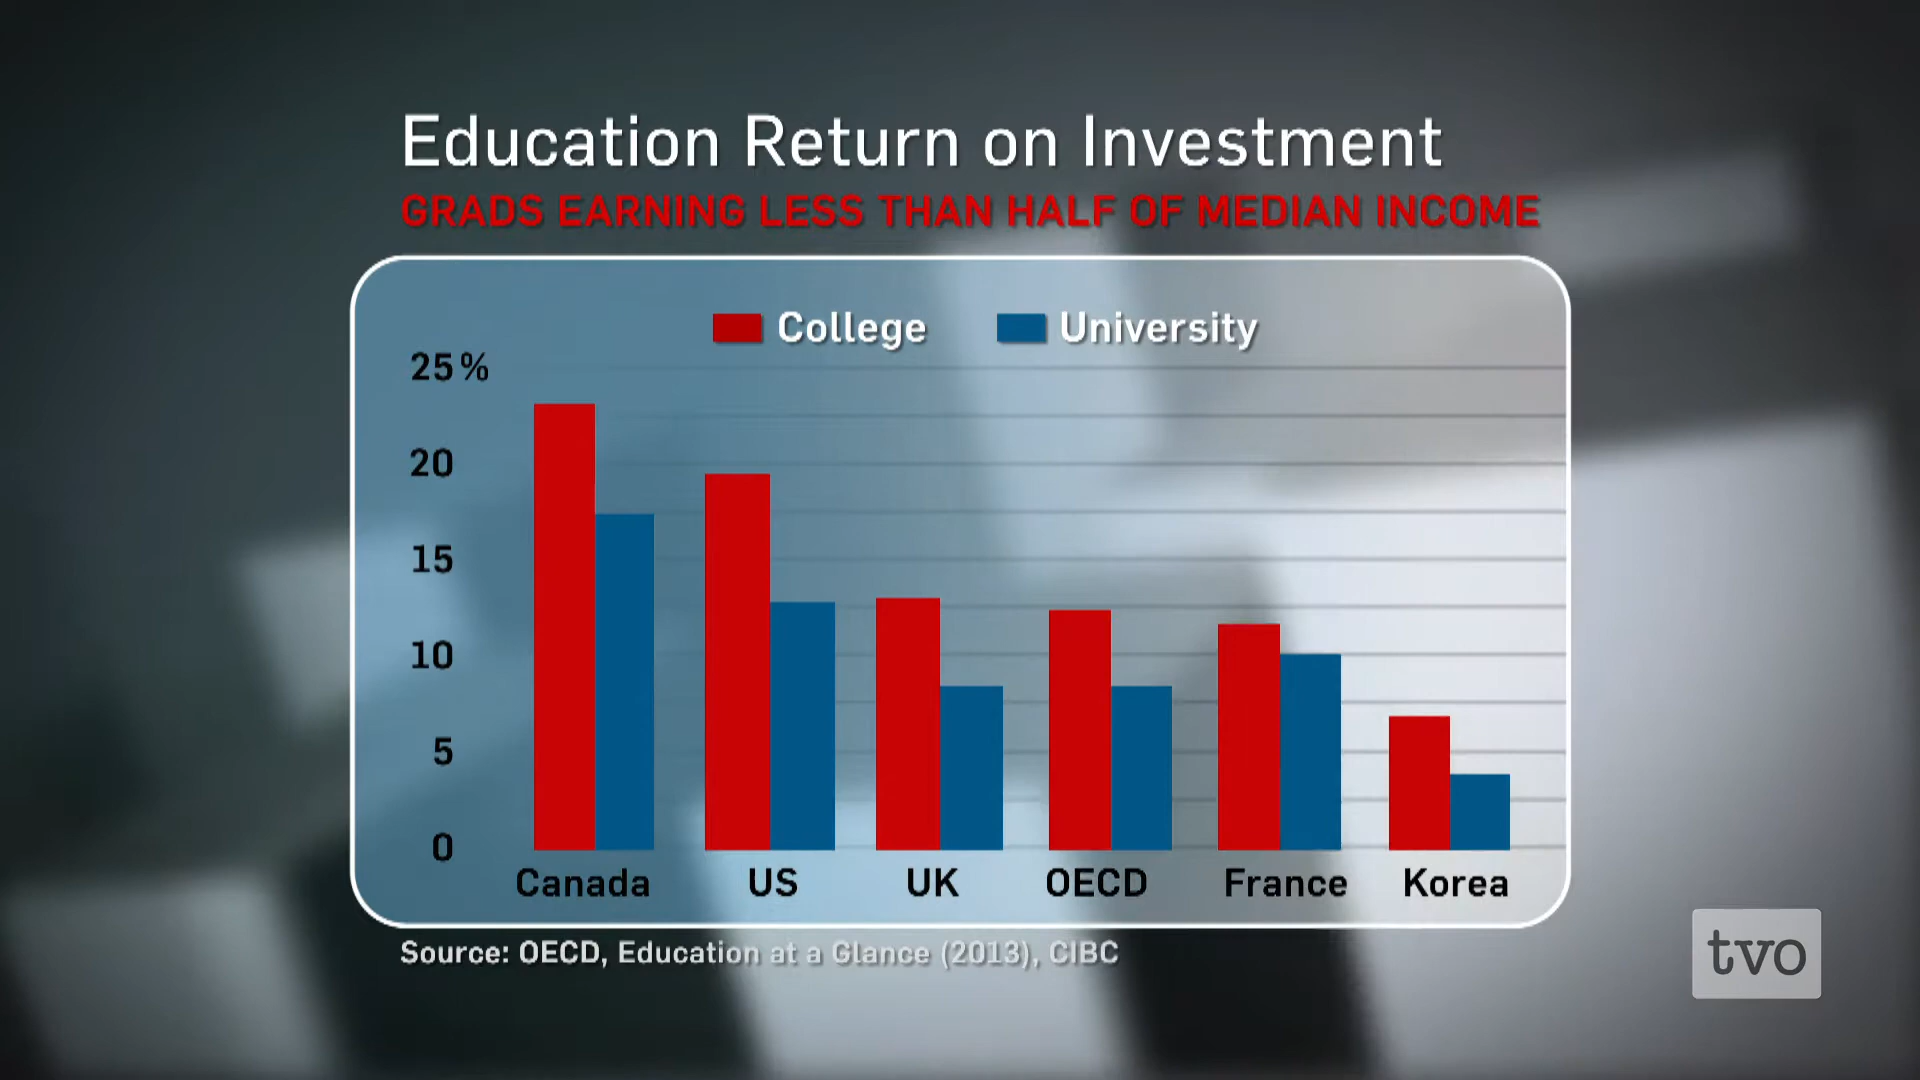 Education Return on Investment
GRADS EARNING LESS THAN HALF OF MEDIAN INCOME
College University
25%
20
15
10
5
0
Canada US UK OECD France Korea
Source: OECD, Education at a Glance (2013), CIBC
tvo